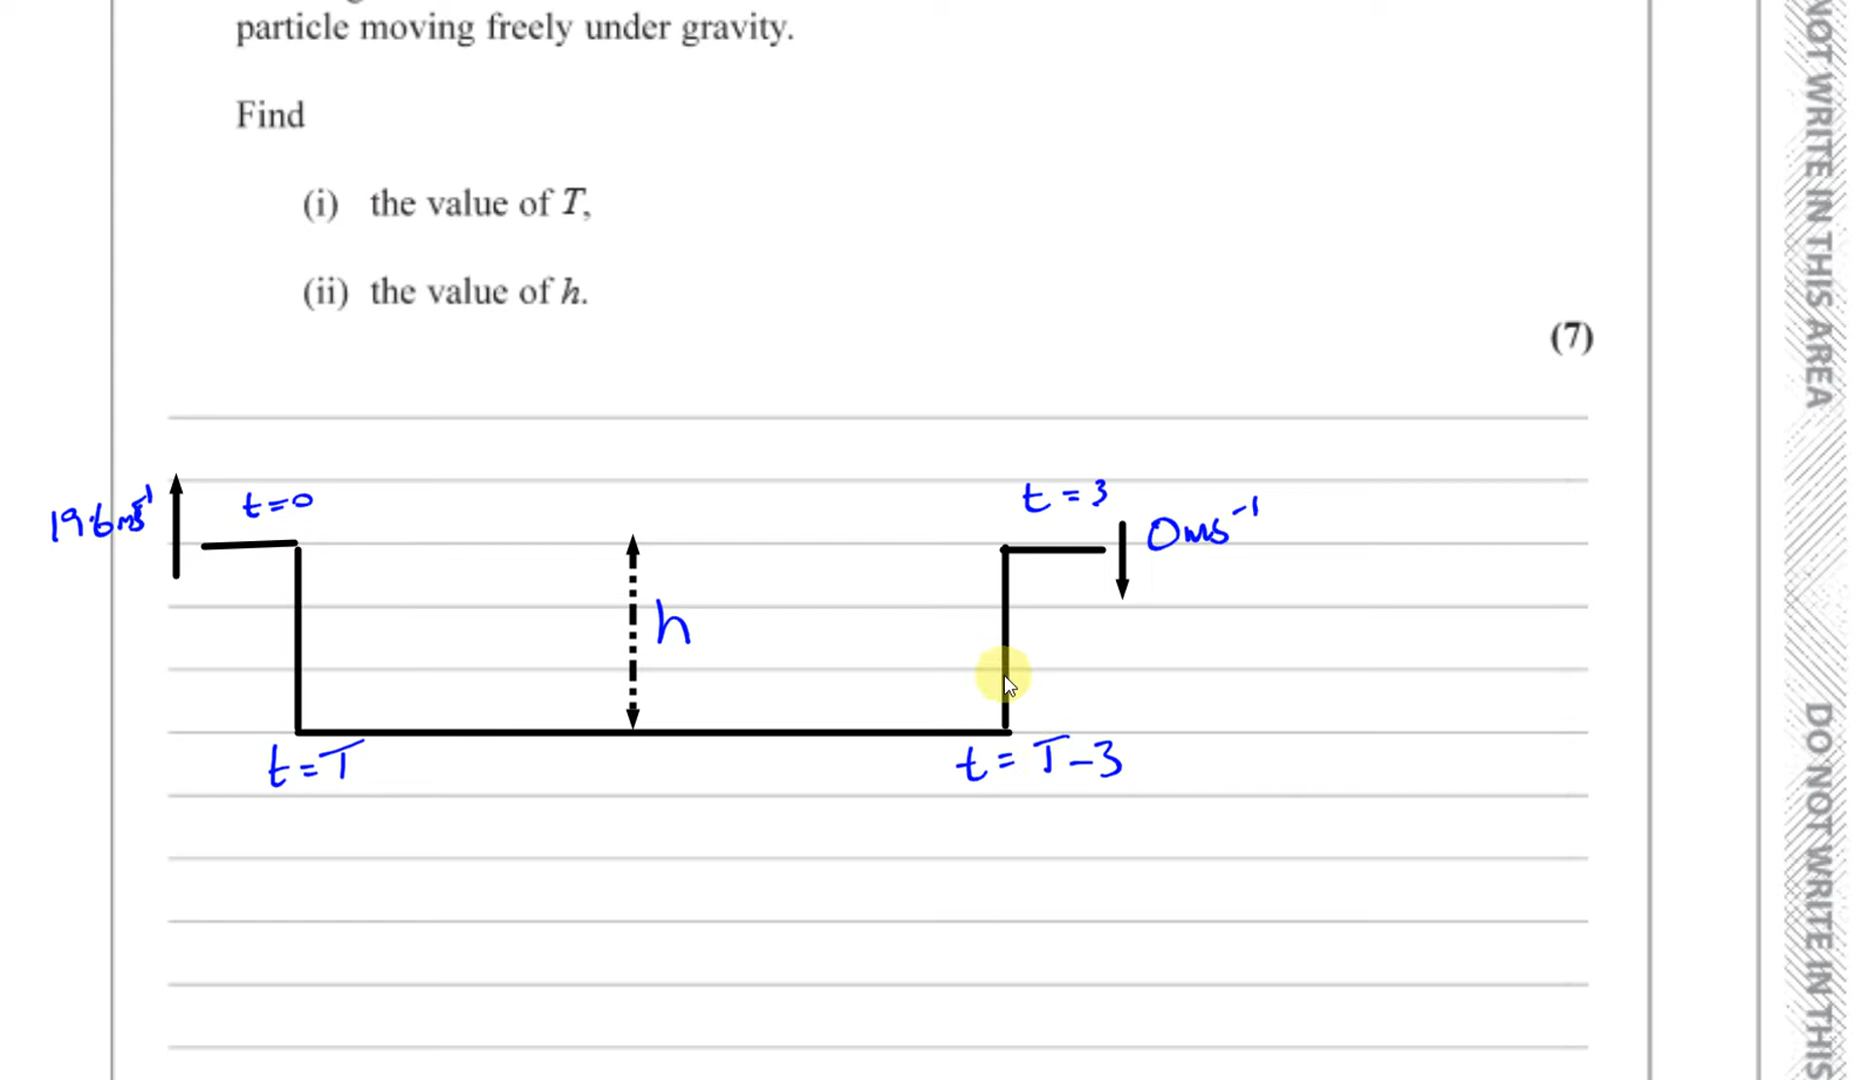 particle moving freely under gravity.
Find
(i) the value of T,
(ii) the value of h.
(7)
19.6ms⁻¹
t=0
t = 3
0ms⁻¹
h
t=T
t = T-3
NOT WRITE IN THIS AREA
DO NOT WRITE IN THIS